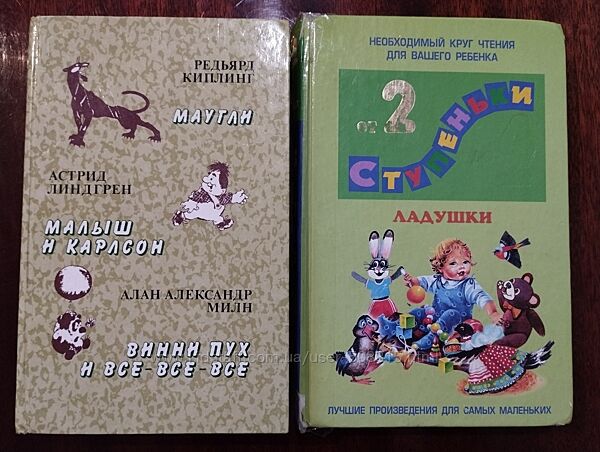 РЕДЬЯРД
КИПЛИНГ
МАУГЛИ
АСТРИД
ЛИНДГРЕН
МАЛЫШ
И КАРЛСОН
АЛАН АЛЕКСАНДР
МИЛН
ВИННИ ПУХ
И ВСЕ-ВСЕ-ВСЕ
НЕОБХОДИМЫЙ КРУГ ЧТЕНИЯ
ДЛЯ ВАШЕГО РЕБЕНКА
от 2
СТУПЕНЬКИ
ЛАДУШКИ
ЛУЧШИЕ ПРОИЗВЕДЕНИЯ ДЛЯ САМЫХ МАЛЕНЬКИХ